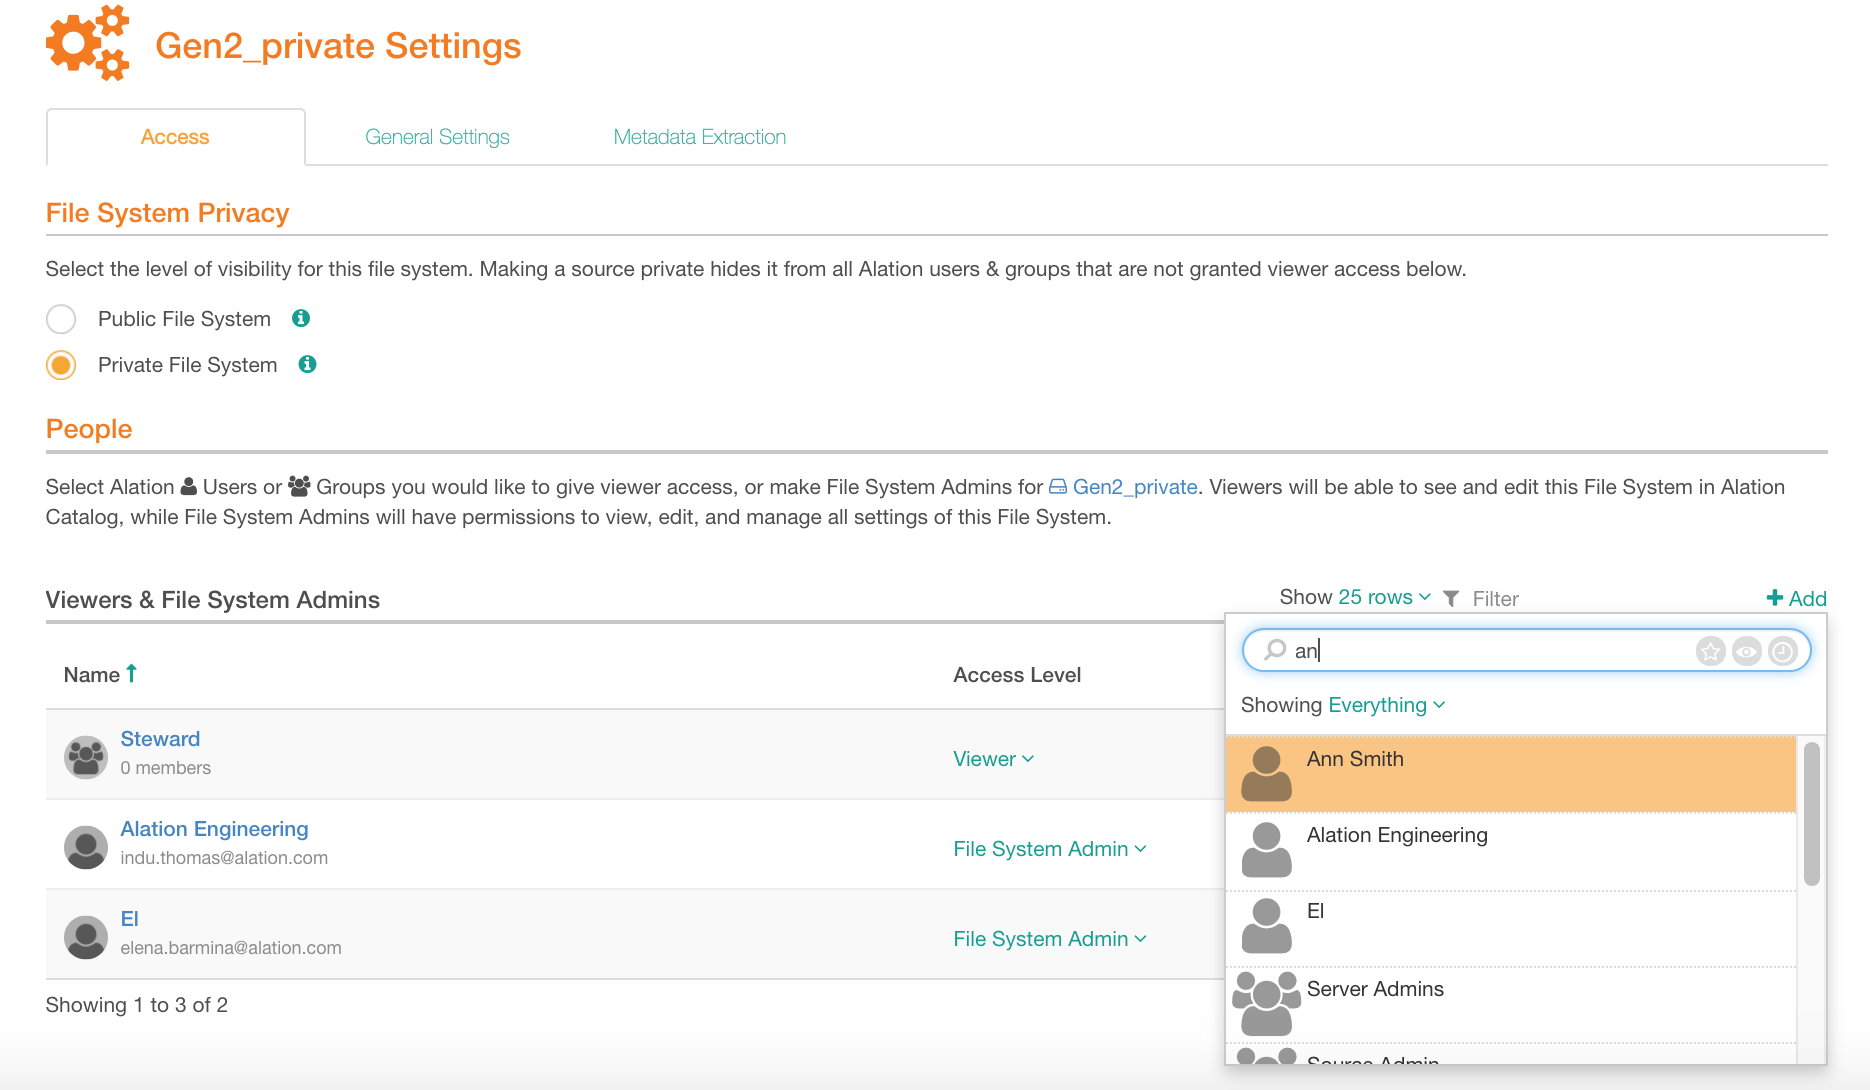 Gen2_private Settings
Access
General Settings
Metadata Extraction
File System Privacy
Select the level of visibility for this file system. Making a source private hides it from all Alation users & groups that are not granted viewer access below.
Public File System
Private File System
People
Select Alation Users or Groups you would like to give viewer access, or make File System Admins for Gen2_private. Viewers will be able to see and edit this File System in Alation
Catalog, while File System Admins will have permissions to view, edit, and manage all settings of this File System.
Viewers & File System Admins
Show 25 rows
Filter
Add
Name
Access Level
Steward
0 members
Viewer
Alation Engineering
indu.thomas@alation.com
File System Admin
El
elena.barmina@alation.com
File System Admin
Showing 1 to 3 of 2
an
Showing Everything
Ann Smith
Alation Engineering
El
Server Admins
Source Admin